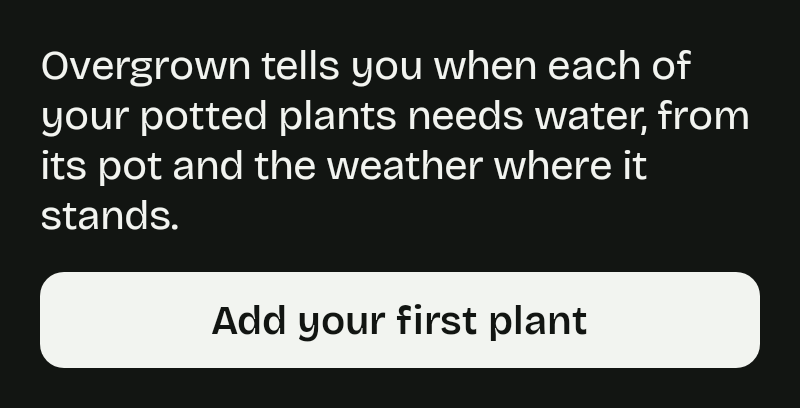 Overgrown tells you when each of
your potted plants needs water, from
its pot and the weather where it
stands.
Add your first plant